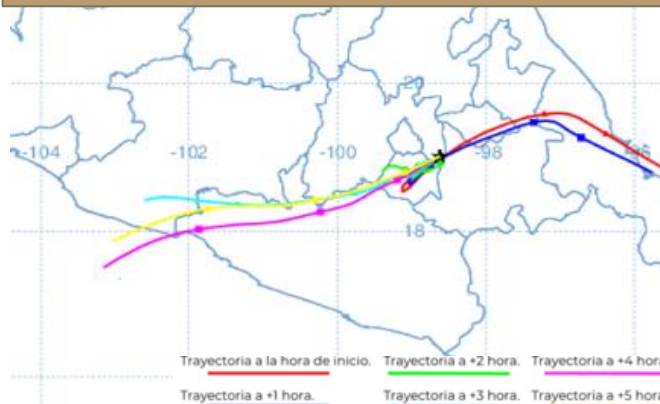 20
-104 -102 -100 -98 -96
18
Trayectoria a la hora de inicio. Trayectoria a +2 hora. Trayectoria a +4 hora
Trayectoria a +1 hora. Trayectoria a +3 hora. Trayectoria a +5 hora